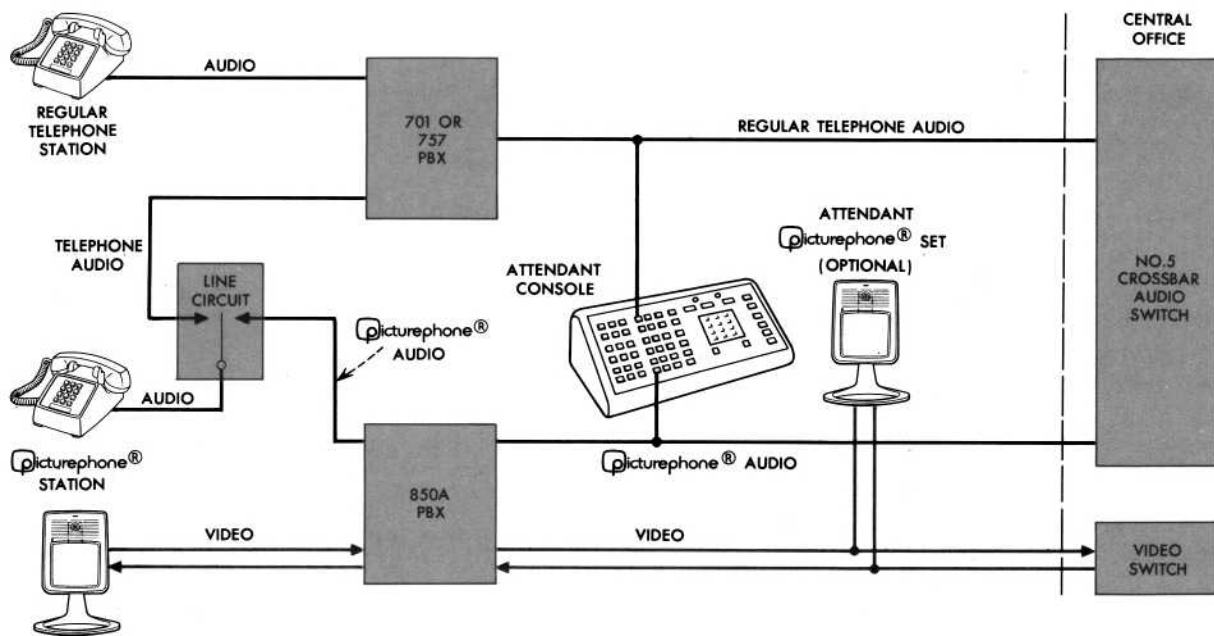 CENTRAL
OFFICE
AUDIO
REGULAR
TELEPHONE
STATION
701 OR
757
PBX
REGULAR TELEPHONE AUDIO
TELEPHONE
AUDIO
LINE
CIRCUIT
picturephone®
AUDIO
ATTENDANT
CONSOLE
ATTENDANT
picturephone® SET
(OPTIONAL)
NO.5
CROSSBAR
AUDIO
SWITCH
AUDIO
picturephone®
STATION
850A
PBX
picturephone® AUDIO
VIDEO
VIDEO
VIDEO
SWITCH